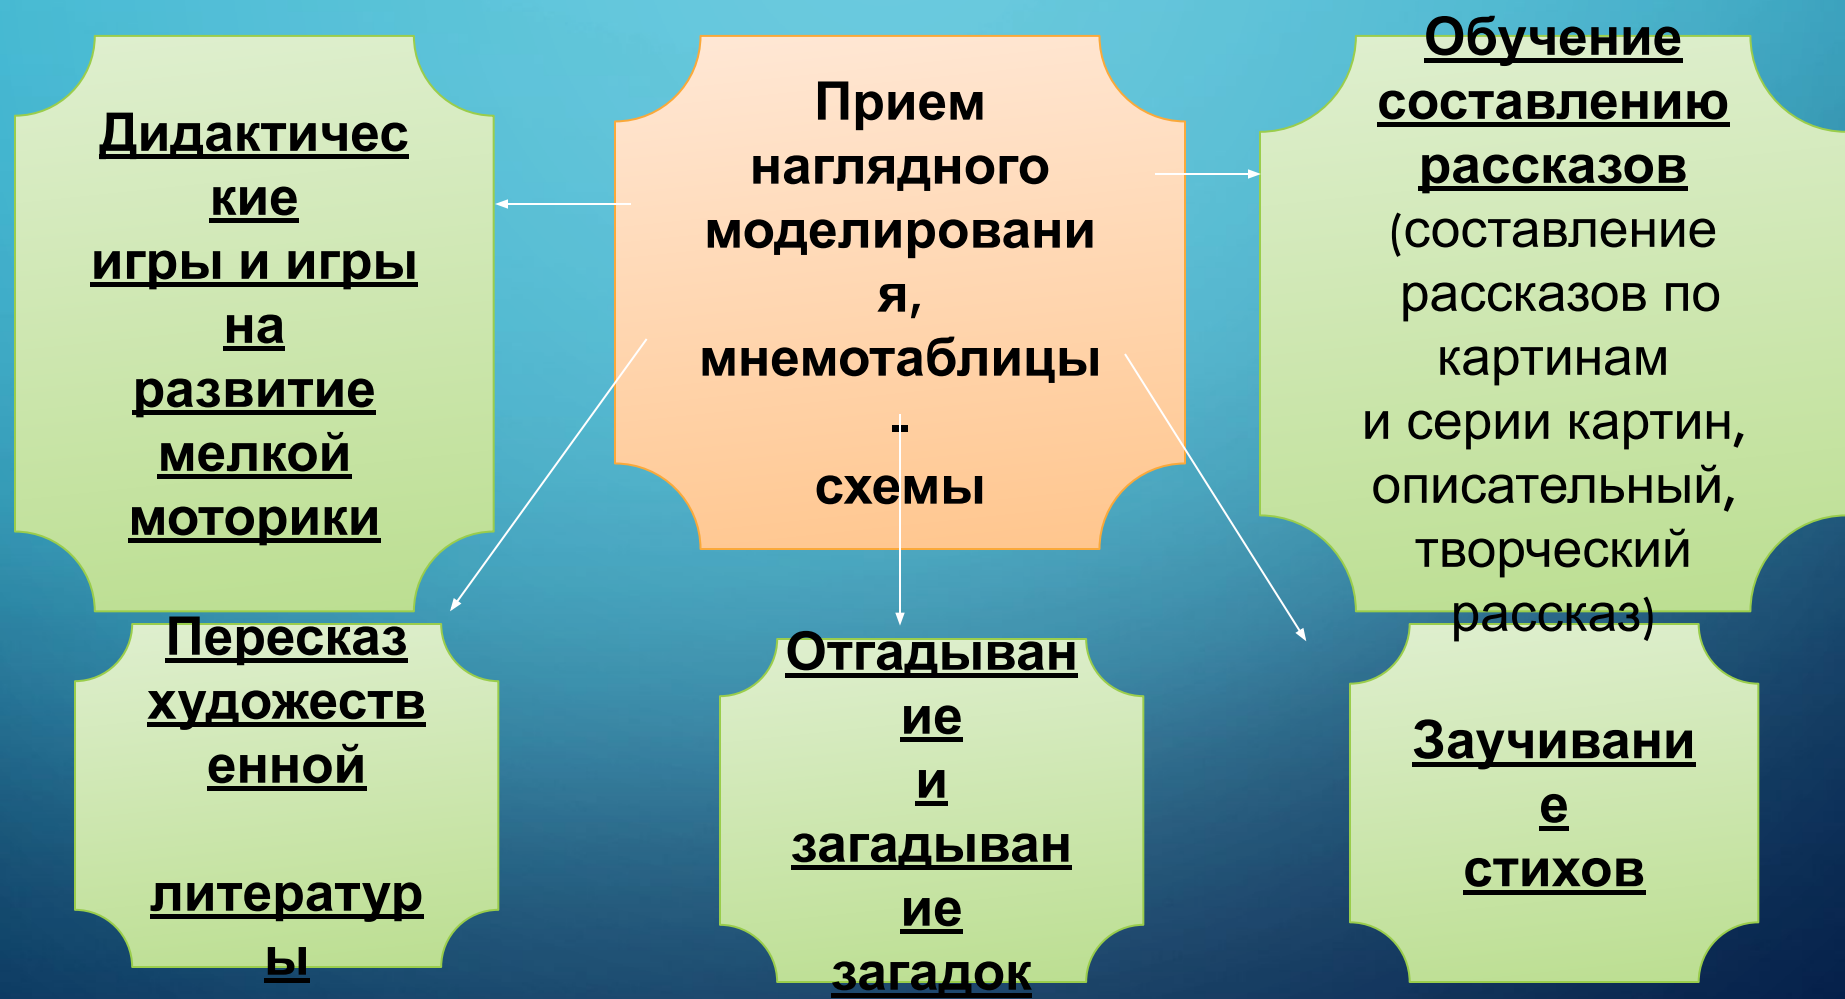 Дидактичес
кие
игры и игры
на
развитие
мелкой
моторики
Прием
наглядного
моделировани
я,
мнемотаблицы
..
схемы
Обучение
составлению
рассказов
(составление
рассказов по
картинам
и серии картин,
описательный,
творческий
рассказ)
Пересказ
художеств
енной
литератур
ы
Отгадыван
ие
и
загадыван
ие
загадок
Заучивани
е
стихов